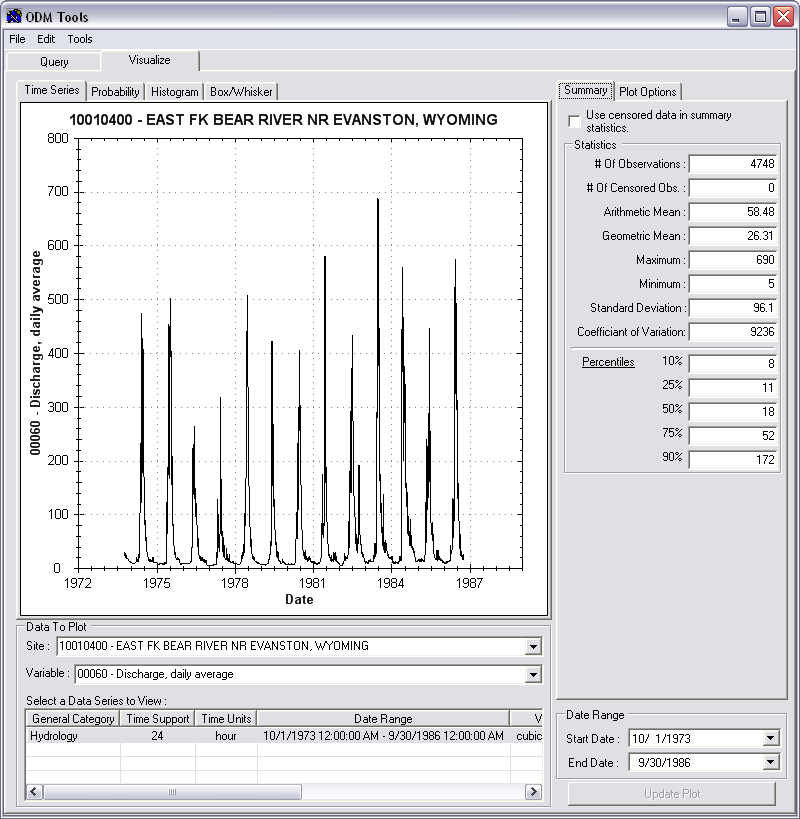 ODM Tools
File Edit Tools
Query Visualize
Time Series Probability Histogram Box/Whisker
10010400 - EAST FK BEAR RIVER NR EVANSTON, WYOMING
00060 - Discharge, daily average
800
700
600
500
400
300
200
100
0
1972 1975 1978 1981 1984 1987
Date
Data To Plot
Site : 10010400 - EAST FK BEAR RIVER NR EVANSTON, WYOMING
Variable : 00060 - Discharge, daily average
Select a Data Series to View :
General Category Time Support Time Units Date Range V
Hydrology 24 hour 10/1/1973 12:00:00 AM - 9/30/1986 12:00:00 AM cubic
Summary Plot Options
Use censored data in summary
statistics.
Statistics
# Of Observations : 4748
# Of Censored Obs. : 0
Arithmetic Mean : 58.48
Geometric Mean : 26.31
Maximum : 690
Minimum : 5
Standard Deviation : 96.1
Coefficiant of Variation: 9236
Percentiles 10% 8
25% 11
50% 18
75% 52
90% 172
Date Range
Start Date : 10/ 1/1973
End Date : 9/30/1986
Update Plot